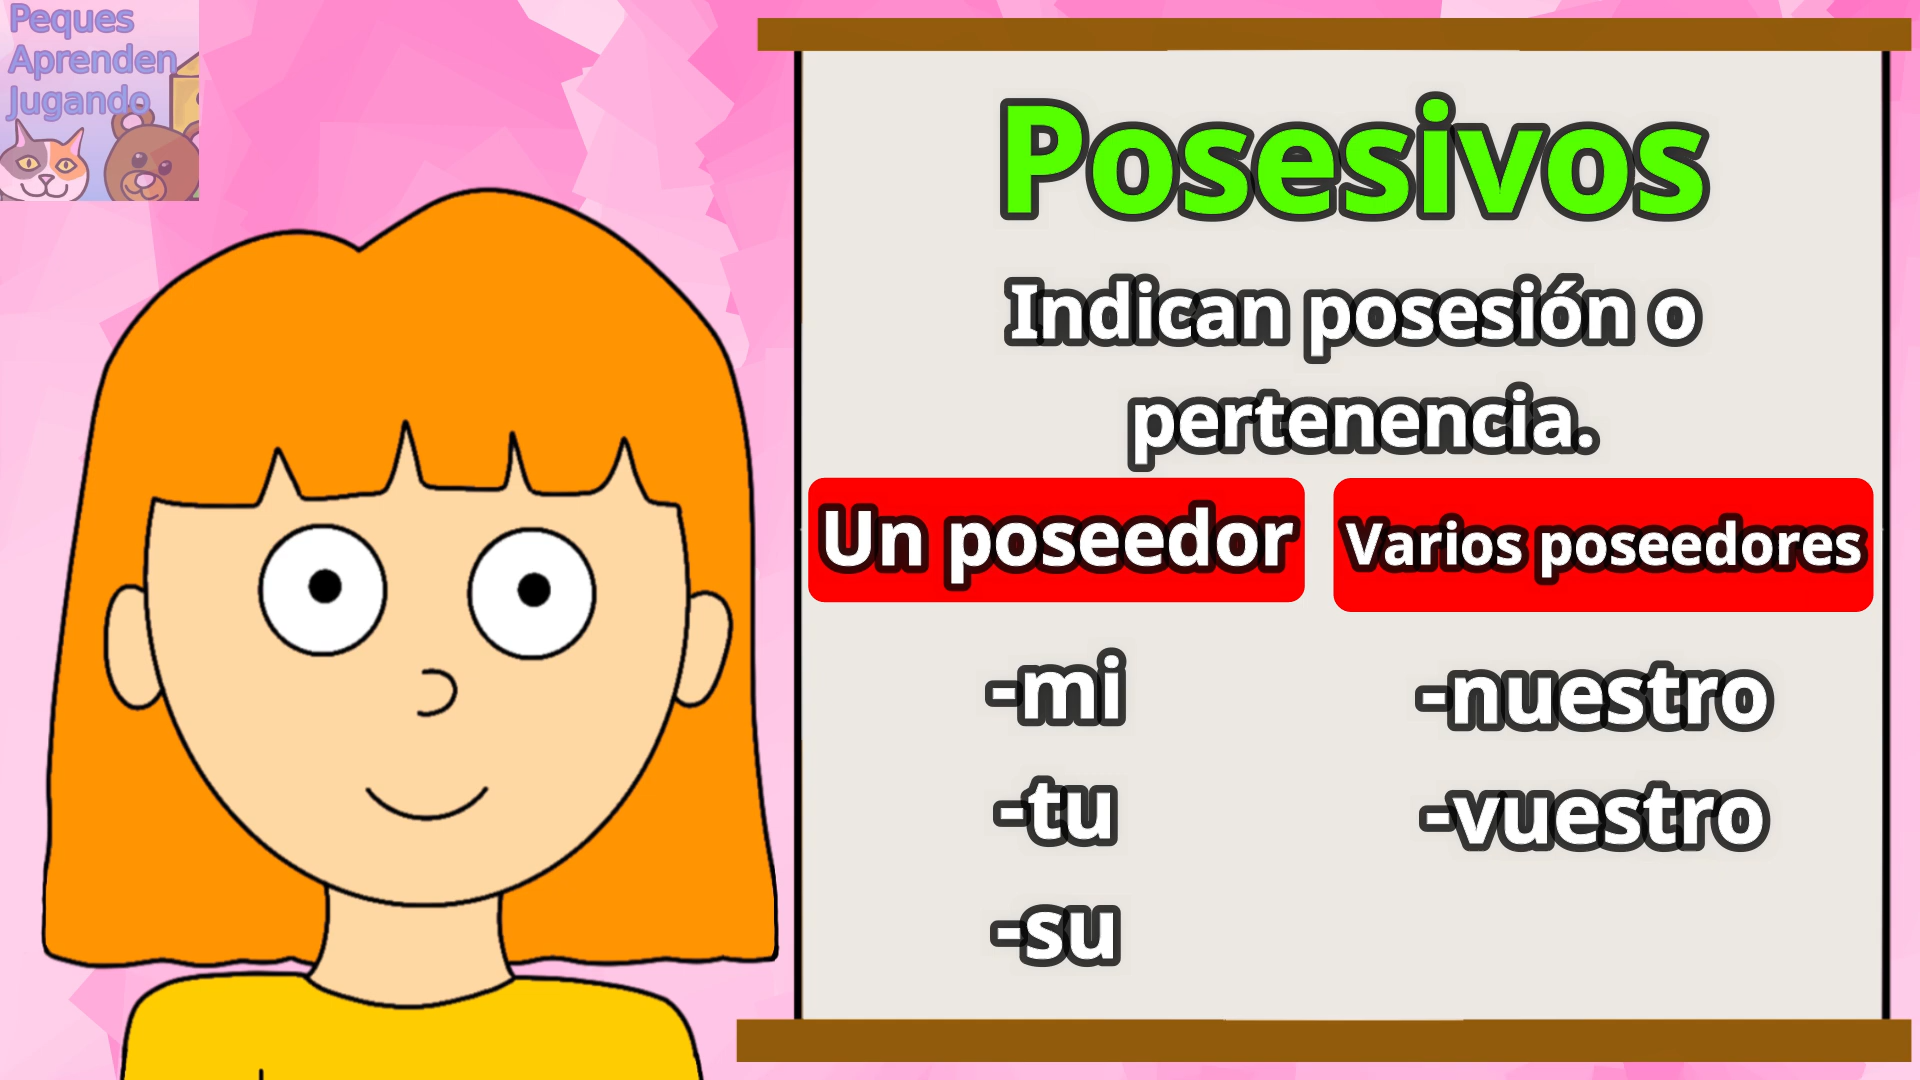 Peques
Aprenden
Jugando
Posesivos
Indican posesión o
pertenencia.
Un poseedor
Varios poseedores
-mi
-nuestro
-tu
-vuestro
-su